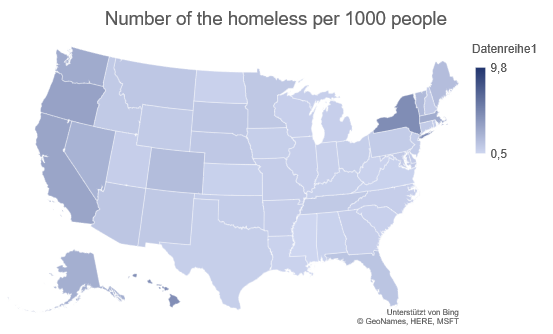 Number of the homeless per 1000 people
Datenreihe1
9,8
0,5
Unterstützt von Bing
© GeoNames, HERE, MSFT